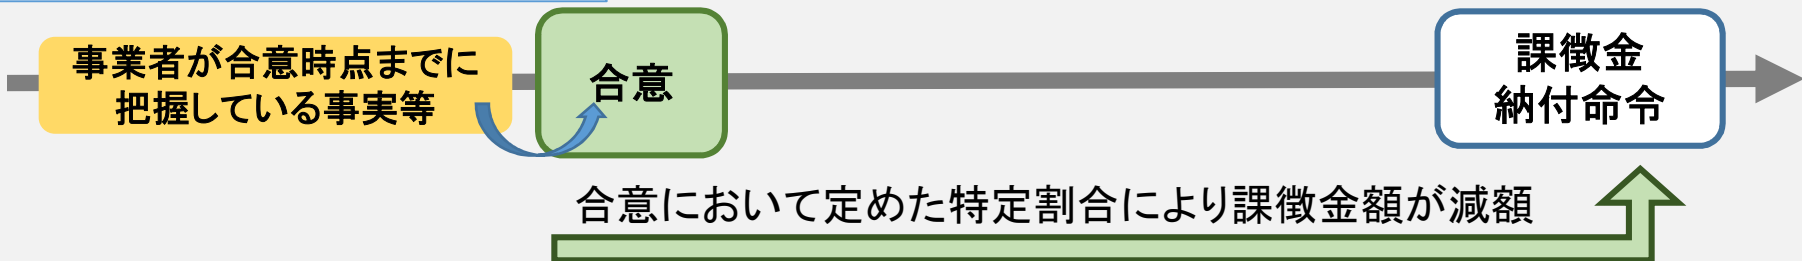 事業者が合意時点までに
把握している事実等
合意
課徴金
納付命令
合意において定めた特定割合により課徴金額が減額